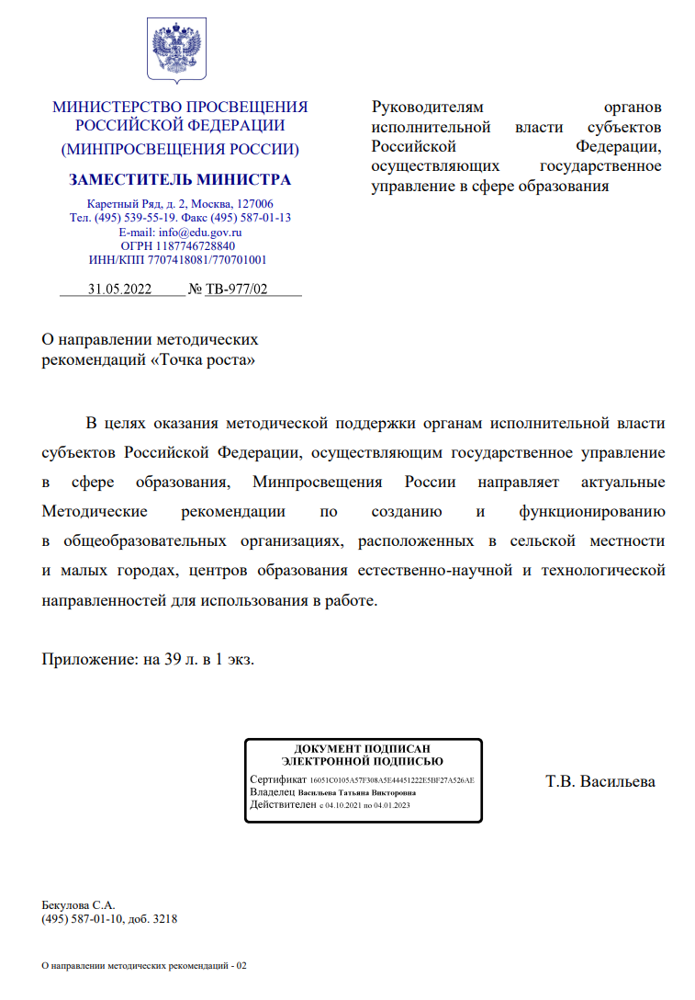 МИНИСТЕРСТВО ПРОСВЕЩЕНИЯ
РОССИЙСКОЙ ФЕДЕРАЦИИ
(МИНПРОСВЕЩЕНИЯ РОССИИ)
ЗАМЕСТИТЕЛЬ МИНИСТРА
Каретный Ряд, д. 2, Москва, 127006
Тел. (495) 539-55-19. Факс (495) 587-01-13
E-mail: info@edu.gov.ru
ОГРН 1187746728840
ИНН/КПП 7707418081/770701001
31.05.2022 № ТВ-977/02
Руководителям органов
исполнительной власти субъектов
Российской Федерации,
осуществляющих государственное
управление в сфере образования
О направлении методических
рекомендаций «Точка роста»
В целях оказания методической поддержки органам исполнительной власти
субъектов Российской Федерации, осуществляющим государственное управление
в сфере образования, Минпросвещения России направляет актуальные
Методические рекомендации по созданию и функционированию
в общеобразовательных организациях, расположенных в сельской местности
и малых городах, центров образования естественно-научной и технологической
направленностей для использования в работе.
Приложение: на 39 л. в 1 экз.
ДОКУМЕНТ ПОДПИСАН
ЭЛЕКТРОННОЙ ПОДПИСЬЮ
Сертификат 16051C0105A57F308A5E44451222E5BF27A526AE
Владелец Васильева Татьяна Викторовна
Действителен с 04.10.2021 по 04.01.2023
Т.В. Васильева
Бекулова С.А.
(495) 587-01-10, доб. 3218
О направлении методических рекомендаций - 02